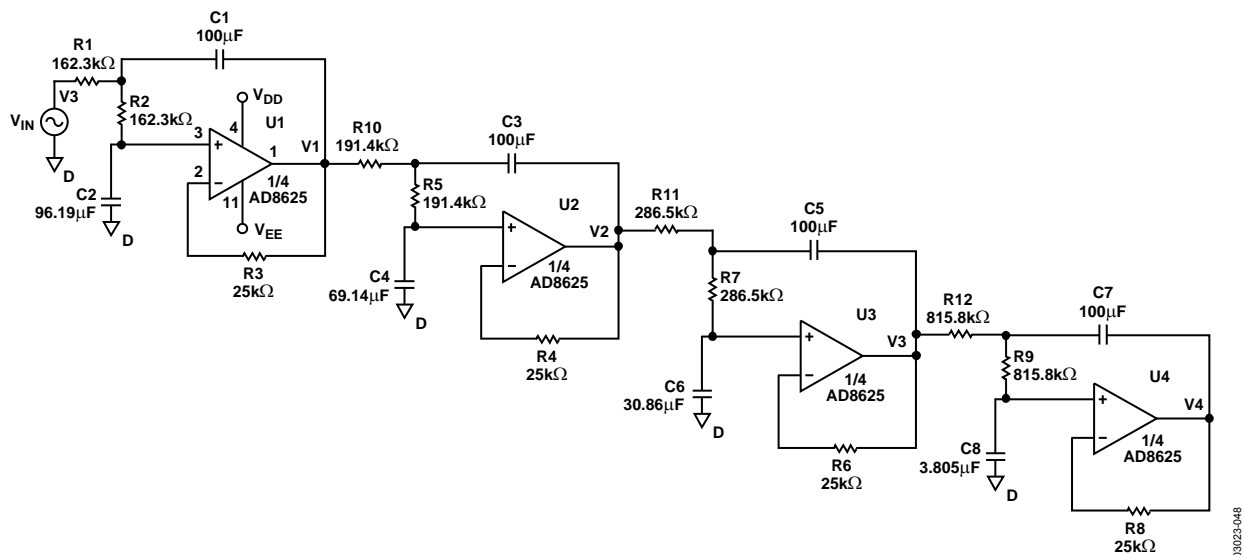 C1
100μF
R1
162.3kΩ
V3
VIN
D
R2
162.3kΩ
VDD
4
U1
3
+
2
−
1
11
1/4
AD8625
VEE
C2
96.19μF
D
R3
25kΩ
V1
R10
191.4kΩ
C3
100μF
R5
191.4kΩ
U2
+
−
1/4
AD8625
C4
69.14μF
D
R4
25kΩ
V2
R11
286.5kΩ
C5
100μF
R7
286.5kΩ
U3
+
−
1/4
AD8625
C6
30.86μF
D
R6
25kΩ
V3
R12
815.8kΩ
C7
100μF
R9
815.8kΩ
U4
+
−
1/4
AD8625
C8
3.805μF
D
R8
25kΩ
V4
03023-048